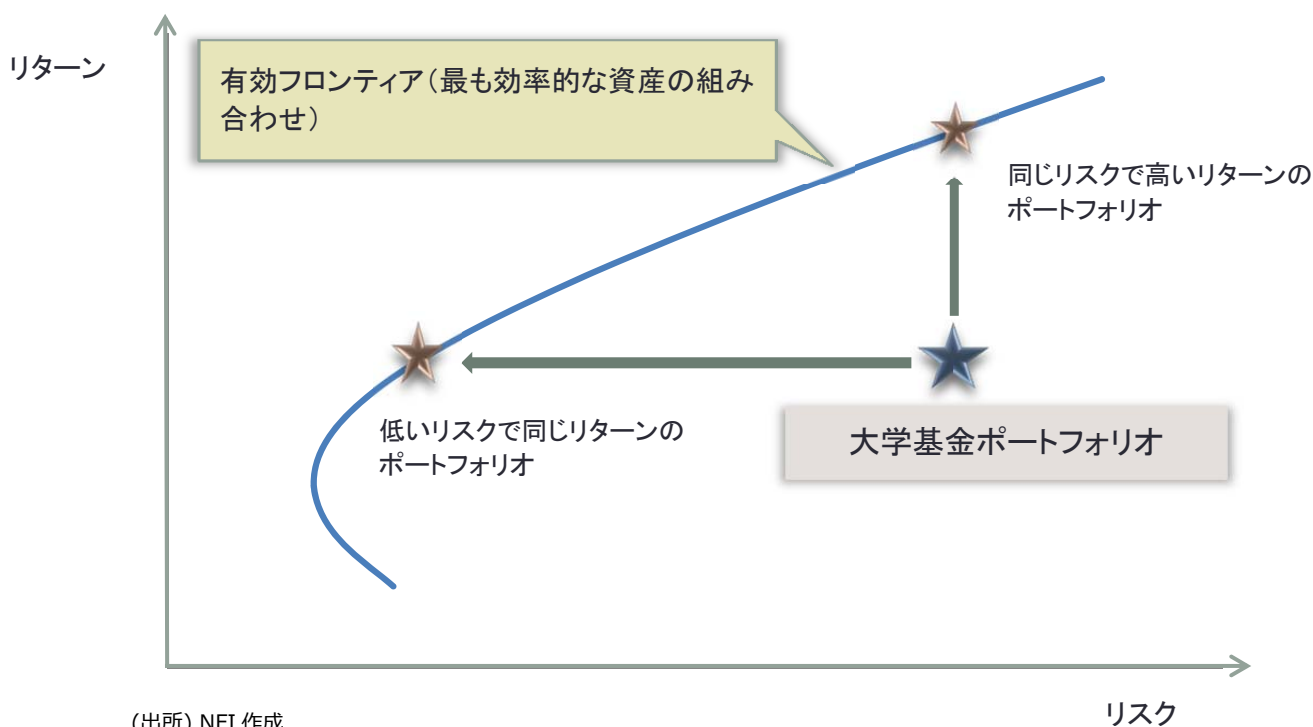 リターン
有効フロンティア（最も効率的な資産の組み
合わせ）
同じリスクで高いリターンの
ポートフォリオ
低いリスクで同じリターンの
ポートフォリオ
大学基金ポートフォリオ
リスク
（出所） NFI 作成